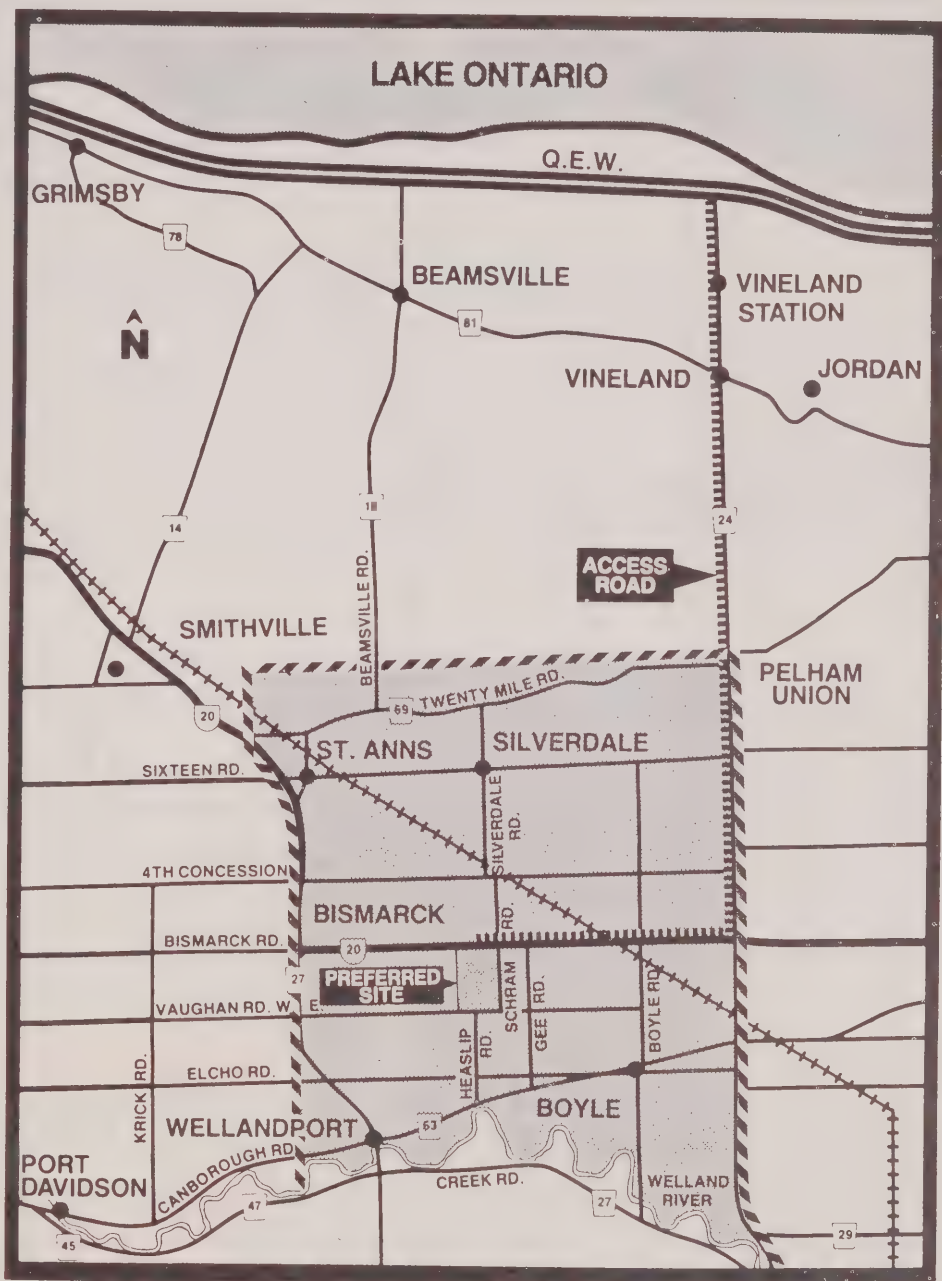 LAKE ONTARIO
Q.E.W.
GRIMSBY
78
BEAMSVILLE
VINELAND
STATION
N
81
VINELAND
JORDAN
18
14
24
BEAMSVILLE RD.
ACCESS
ROAD
SMITHVILLE
PELHAM
UNION
TWENTY MILE RD.
69
20
ST. ANNS
SILVERDALE
SIXTEEN RD.
SILVERDALE
RD.
4TH CONCESSION
BISMARCK
RD.
BISMARCK RD.
20
27
PREFERRED
SITE
SCHRAM
GEE RD.
BOYLE RD.
VAUGHAN RD. W E.
HEASLIP
RD.
ELCHO RD.
KRICK RD.
BOYLE
63
WELLANDPORT
CANBOROUGH RD.
PORT
DAVIDSON
CREEK RD.
WELLAND
RIVER
47
27
45
29